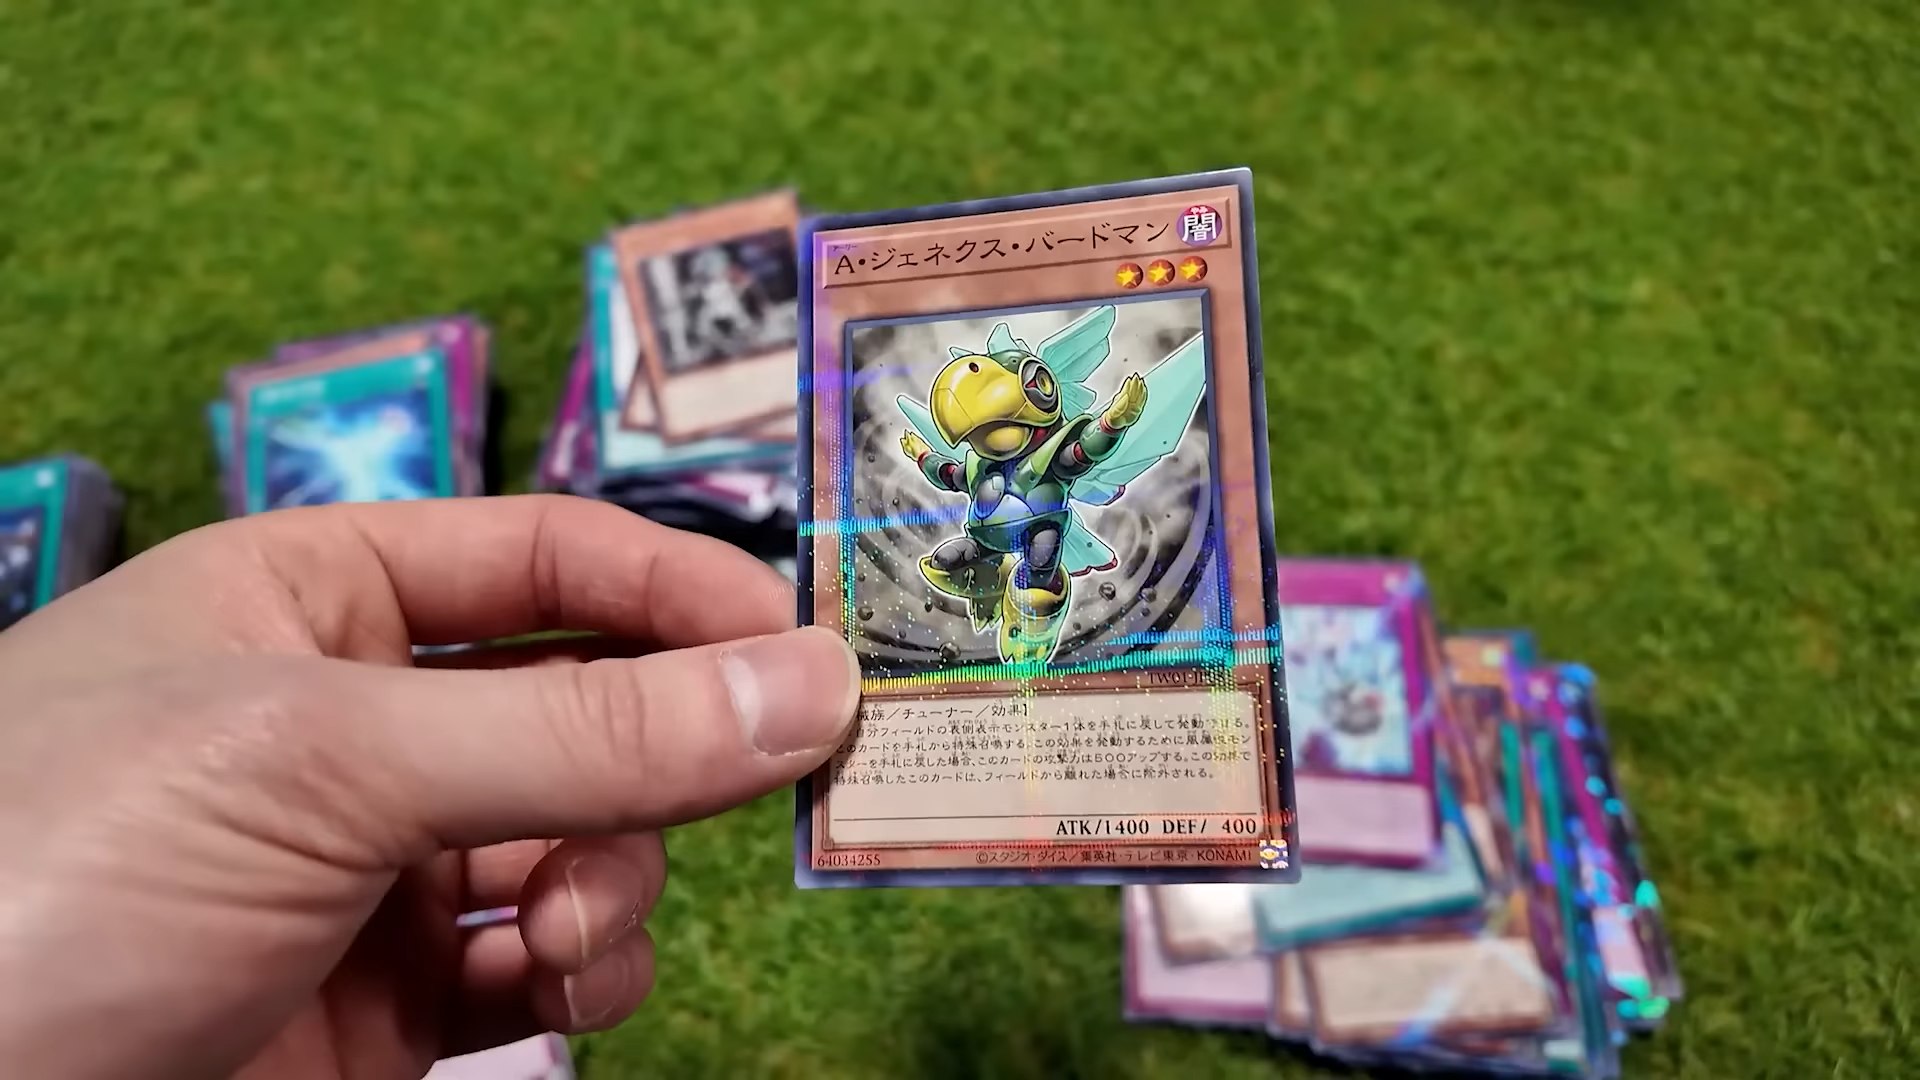 アーリー
A・ジェネクス・バードマン
やみ
闇
TW01-JP
械族／チューナー／効果】
自分フィールドの表側表示モンスター1体を手札に戻して発動できる。
このカードを手札から特殊召喚する。この効果を発動するために風属性モン
スターを手札に戻した場合、このカードの攻撃力は500アップする。この効果で
特殊召喚したこのカードは、フィールドから離れた場合に除外される。
ATK/1400 DEF/ 400
64034255
©スタジオ・ダイス／集英社・テレビ東京・KONAMI